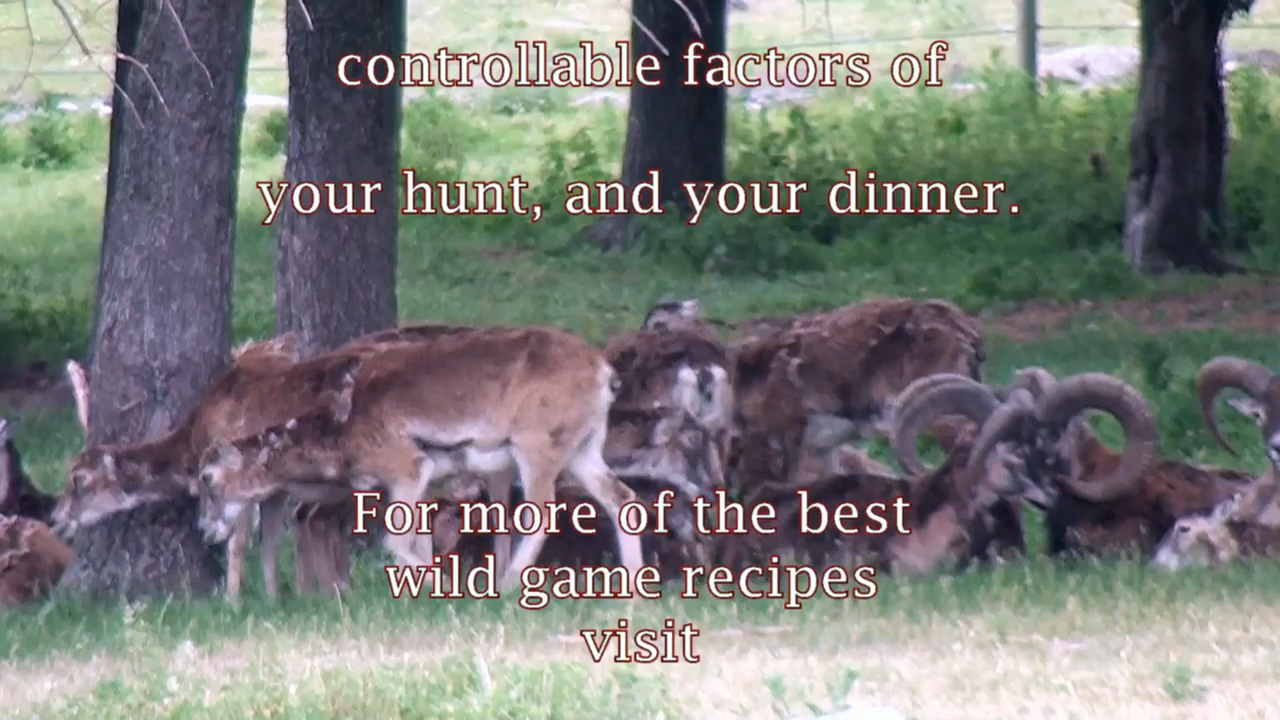 controllable factors of
your hunt, and your dinner.
For more of the best
wild game recipes
visit